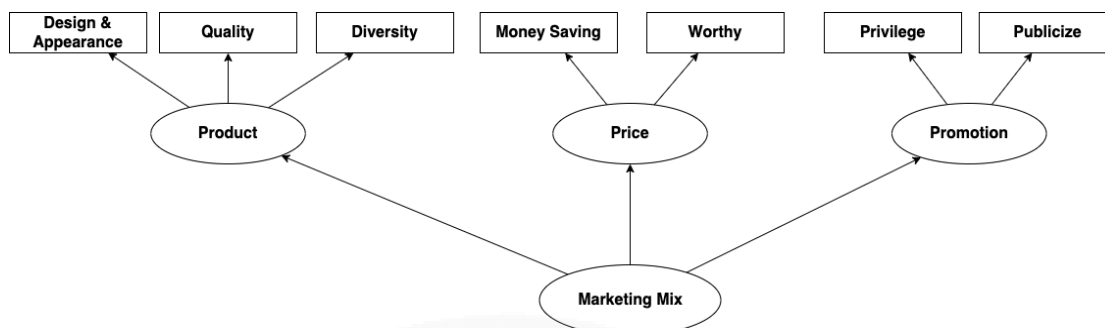 Design &
Appearance
Quality
Diversity
Money Saving
Worthy
Privilege
Publicize
Product
Price
Promotion
Marketing Mix